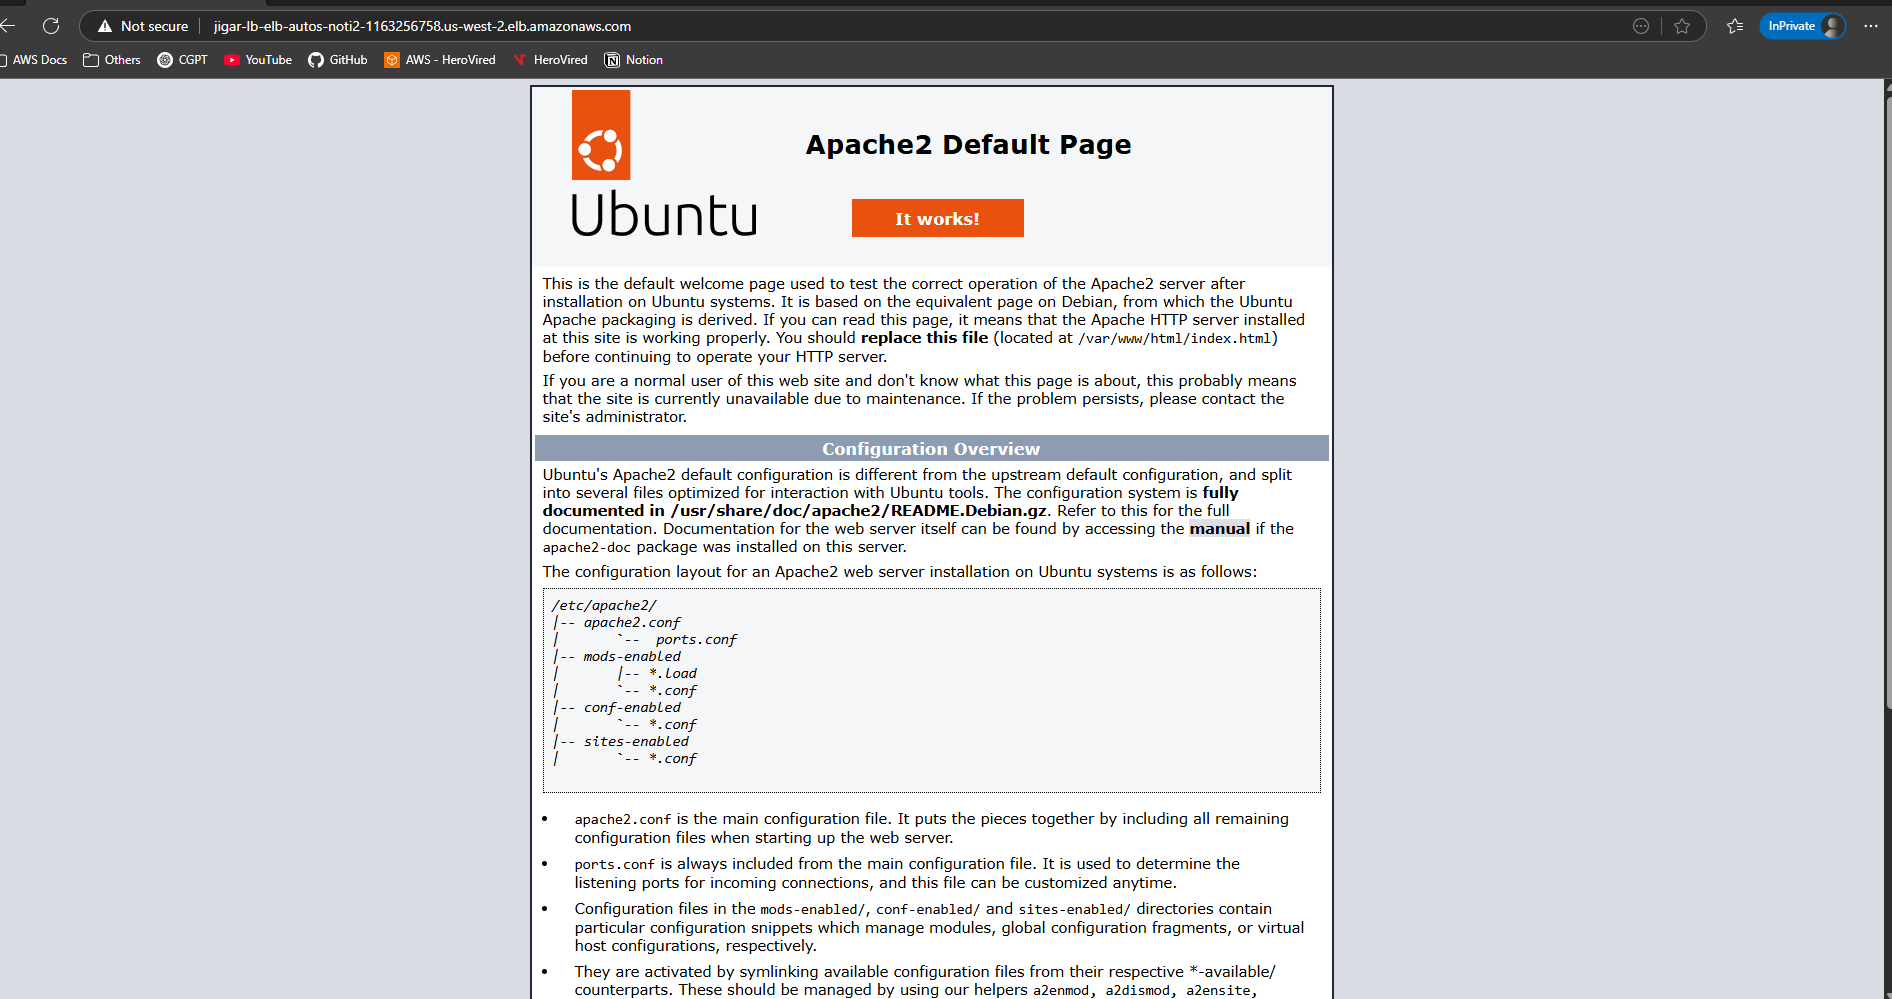 Not secure
jigar-lb-elb-autos-noti2-1163256758.us-west-2.elb.amazonaws.com
InPrivate
AWS Docs Others CGPT YouTube GitHub AWS - HeroVired HeroVired Notion
Apache2 Default Page
Ubuntu
It works!
This is the default welcome page used to test the correct operation of the Apache2 server after
installation on Ubuntu systems. It is based on the equivalent page on Debian, from which the Ubuntu
Apache packaging is derived. If you can read this page, it means that the Apache HTTP server installed
at this site is working properly. You should replace this file (located at /var/www/html/index.html)
before continuing to operate your HTTP server.
If you are a normal user of this web site and don't know what this page is about, this probably means
that the site is currently unavailable due to maintenance. If the problem persists, please contact the
site's administrator.
Configuration Overview
Ubuntu's Apache2 default configuration is different from the upstream default configuration, and split
into several files optimized for interaction with Ubuntu tools. The configuration system is fully
documented in /usr/share/doc/apache2/README.Debian.gz. Refer to this for the full
documentation. Documentation for the web server itself can be found by accessing the manual if the
apache2-doc package was installed on this server.
The configuration layout for an Apache2 web server installation on Ubuntu systems is as follows:
/etc/apache2/
|-- apache2.conf
|       `--  ports.conf
|-- mods-enabled
|       |-- *.load
|       `-- *.conf
|-- conf-enabled
|       `-- *.conf
|-- sites-enabled
|       `-- *.conf
• apache2.conf is the main configuration file. It puts the pieces together by including all remaining
configuration files when starting up the web server.
• ports.conf is always included from the main configuration file. It is used to determine the
listening ports for incoming connections, and this file can be customized anytime.
• Configuration files in the mods-enabled/, conf-enabled/ and sites-enabled/ directories contain
particular configuration snippets which manage modules, global configuration fragments, or virtual
host configurations, respectively.
• They are activated by symlinking available configuration files from their respective *-available/
counterparts. These should be managed by using our helpers a2enmod, a2dismod, a2ensite,